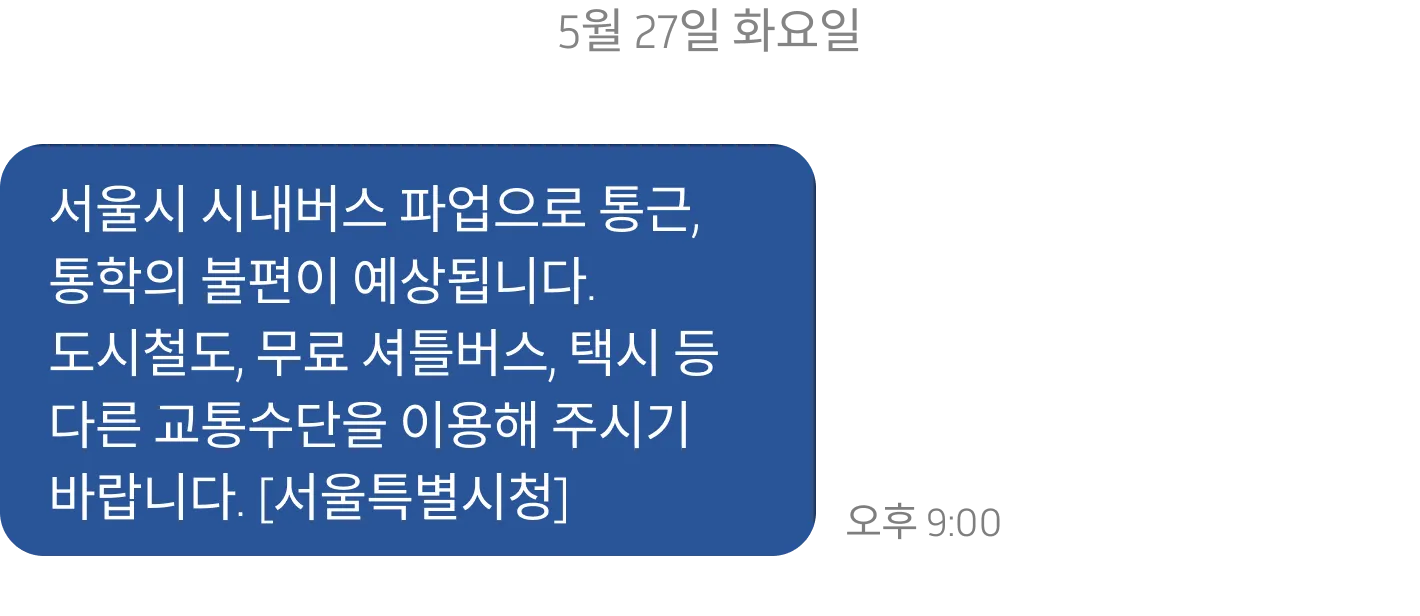 5월 27일 화요일
서울시 시내버스 파업으로 통근,
통학의 불편이 예상됩니다.
도시철도, 무료 셔틀버스, 택시 등
다른 교통수단을 이용해 주시기
바랍니다. [서울특별시청]
오후 9:00